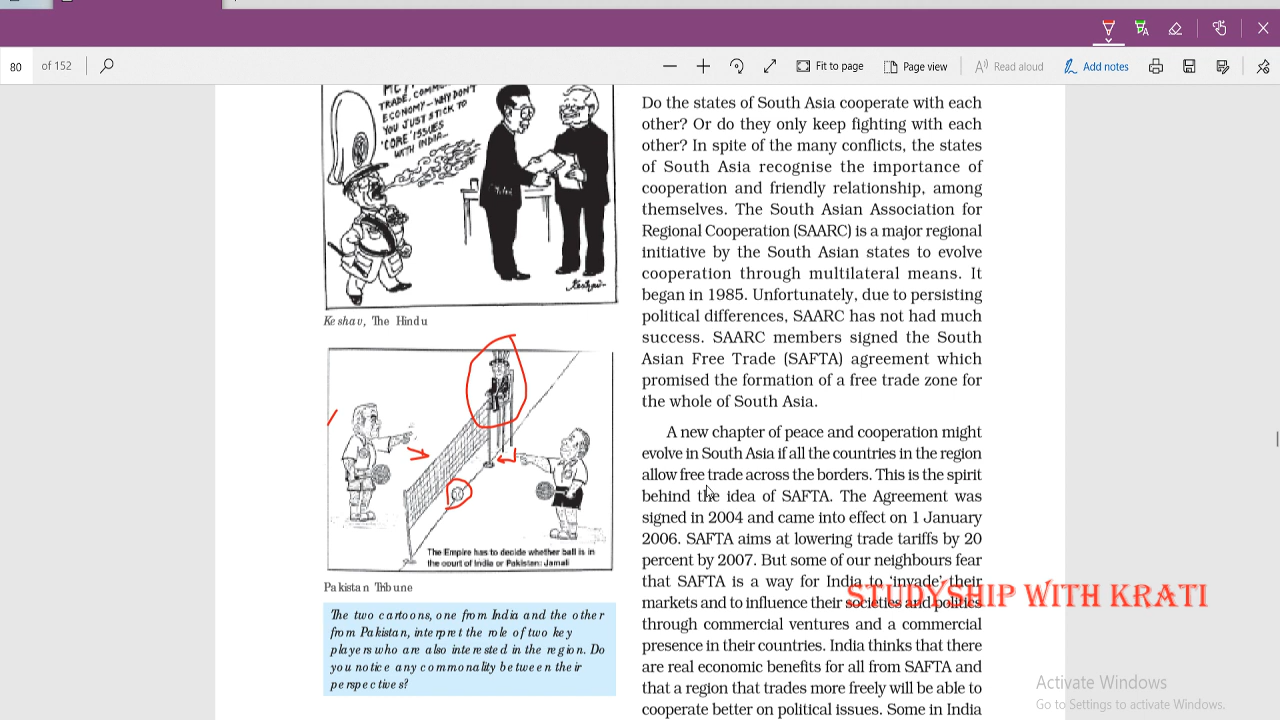 80 of 152
Fit to page
Page view
Read aloud
Add notes
TRADE,
ECONOMY – WHY DON'T
YOU JUST STICK TO
'CORE' ISSUES
WITH INDIA –
Keshav, The Hindu
The Empire has to decide whether ball is in
the court of India or Pakistan: Jamali
Pakistan Tribune
The two cartoons, one from India and the other
from Pakistan, interpret the role of two key
players who are also interested in the region. Do
you notice any commonality between their
perspectives?
Do the states of South Asia cooperate with each
other? Or do they only keep fighting with each
other? In spite of the many conflicts, the states
of South Asia recognise the importance of
cooperation and friendly relationship, among
themselves. The South Asian Association for
Regional Cooperation (SAARC) is a major regional
initiative by the South Asian states to evolve
cooperation through multilateral means. It
began in 1985. Unfortunately, due to persisting
political differences, SAARC has not had much
success. SAARC members signed the South
Asian Free Trade (SAFTA) agreement which
promised the formation of a free trade zone for
the whole of South Asia.
A new chapter of peace and cooperation might
evolve in South Asia if all the countries in the region
allow free trade across the borders. This is the spirit
behind the idea of SAFTA. The Agreement was
signed in 2004 and came into effect on 1 January
2006. SAFTA aims at lowering trade tariffs by 20
percent by 2007. But some of our neighbours fear
that SAFTA is a way for India to 'invade' their
markets and to influence their societies and politics
through commercial ventures and a commercial
presence in their countries. India thinks that there
are real economic benefits for all from SAFTA and
that a region that trades more freely will be able to
cooperate better on political issues. Some in India
STUDYSHIP WITH KRATI
Activate Windows
Go to Settings to activate Windows.